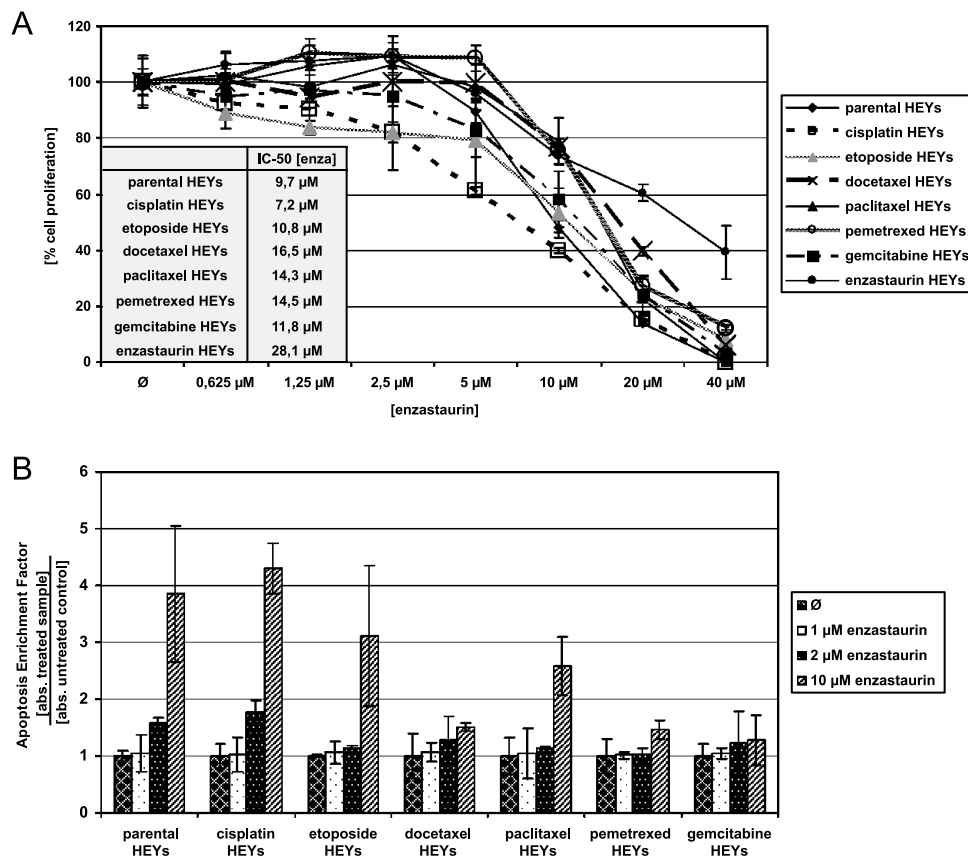 A
120
100
80
60
40
20
0
[% cell proliferation]
IC-50 [enza]
parental HEYs 9,7 µM
cisplatin HEYs 7,2 µM
etoposide HEYs 10,8 µM
docetaxel HEYs 16,5 µM
paclitaxel HEYs 14,3 µM
pemetrexed HEYs 14,5 µM
gemcitabine HEYs 11,8 µM
enzastaurin HEYs 28,1 µM
Ø 0,625 µM 1,25 µM 2,5 µM 5 µM 10 µM 20 µM 40 µM
[enzastaurin]
parental HEYs
cisplatin HEYs
etoposide HEYs
docetaxel HEYs
paclitaxel HEYs
pemetrexed HEYs
gemcitabine HEYs
enzastaurin HEYs
B
6
5
4
3
2
1
0
Apoptosis Enrichment Factor
[abs. treated sample]
[abs. untreated control]
parental HEYs
cisplatin HEYs
etoposide HEYs
docetaxel HEYs
paclitaxel HEYs
pemetrexed HEYs
gemcitabine HEYs
Ø
1 µM enzastaurin
2 µM enzastaurin
10 µM enzastaurin